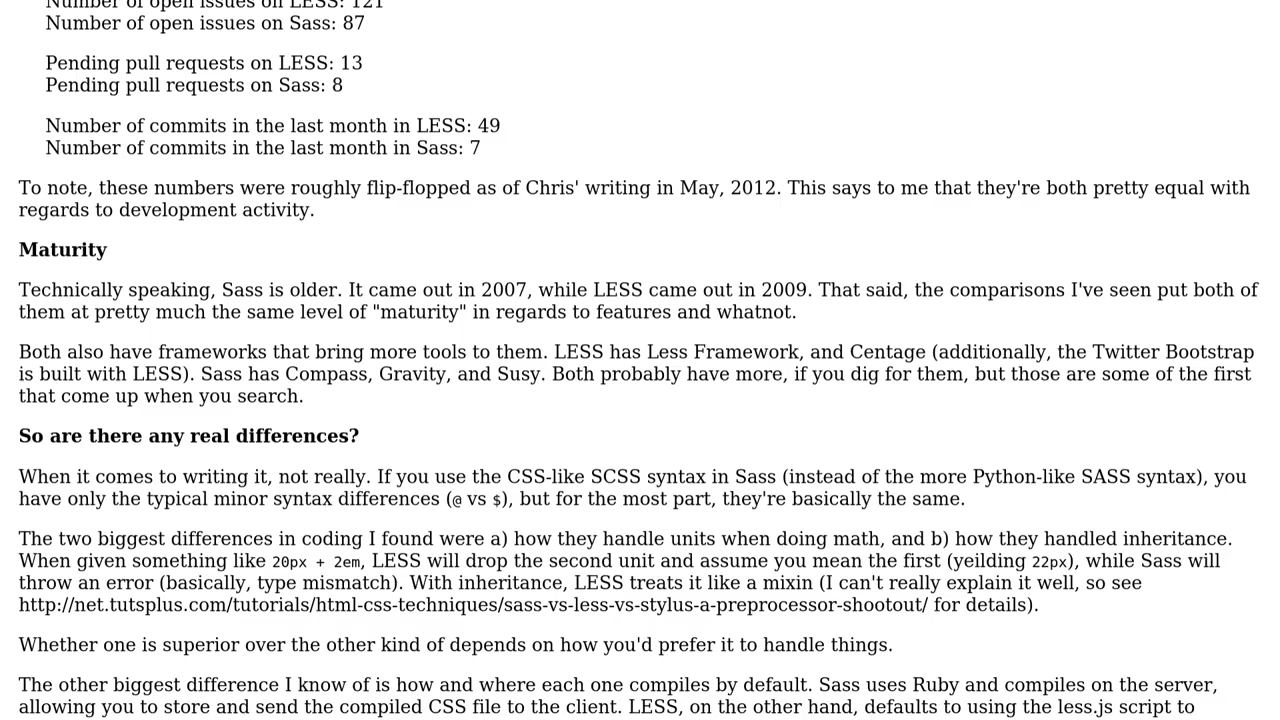 Number of open issues on LESS: 121
Number of open issues on Sass: 87
Pending pull requests on LESS: 13
Pending pull requests on Sass: 8
Number of commits in the last month in LESS: 49
Number of commits in the last month in Sass: 7
To note, these numbers were roughly flip-flopped as of Chris' writing in May, 2012. This says to me that they're both pretty equal with
regards to development activity.
Maturity
Technically speaking, Sass is older. It came out in 2007, while LESS came out in 2009. That said, the comparisons I've seen put both of
them at pretty much the same level of "maturity" in regards to features and whatnot.
Both also have frameworks that bring more tools to them. LESS has Less Framework, and Centage (additionally, the Twitter Bootstrap
is built with LESS). Sass has Compass, Gravity, and Susy. Both probably have more, if you dig for them, but those are some of the first
that come up when you search.
So are there any real differences?
When it comes to writing it, not really. If you use the CSS-like SCSS syntax in Sass (instead of the more Python-like SASS syntax), you
have only the typical minor syntax differences (@ vs $), but for the most part, they're basically the same.
The two biggest differences in coding I found were a) how they handle units when doing math, and b) how they handled inheritance.
When given something like 20px + 2em, LESS will drop the second unit and assume you mean the first (yeilding 22px), while Sass will
throw an error (basically, type mismatch). With inheritance, LESS treats it like a mixin (I can't really explain it well, so see
http://net.tutsplus.com/tutorials/html-css-techniques/sass-vs-less-vs-stylus-a-preprocessor-shootout/ for details).
Whether one is superior over the other kind of depends on how you'd prefer it to handle things.
The other biggest difference I know of is how and where each one compiles by default. Sass uses Ruby and compiles on the server,
allowing you to store and send the compiled CSS file to the client. LESS, on the other hand, defaults to using the less.js script to